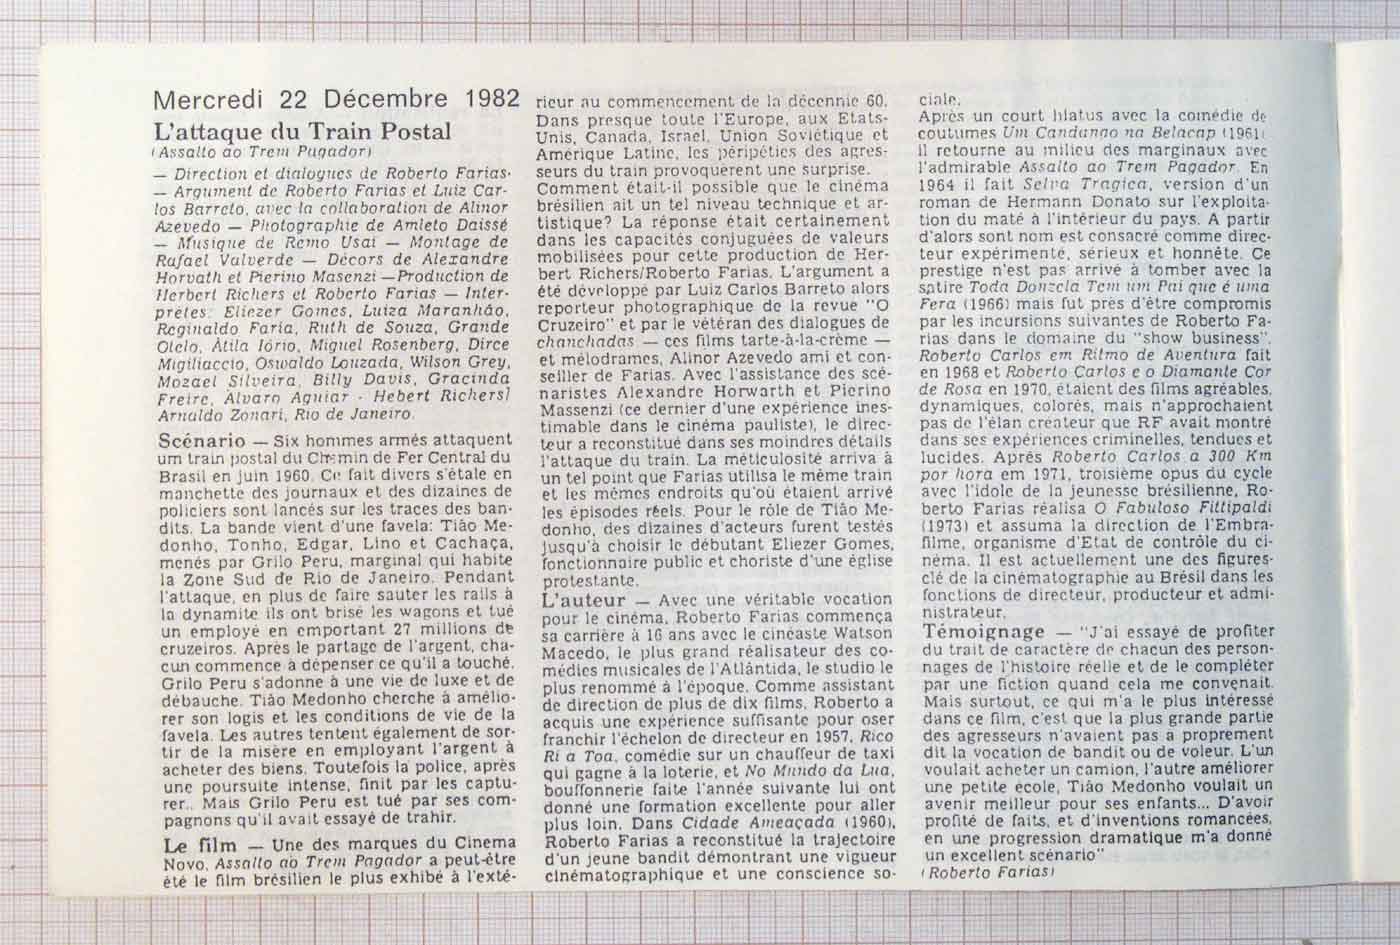 Mercredi 22 Décembre 1982
L'attaque du Train Postal
(Assalto ao Trem Pagador)
— Direction et dialogues de Roberto Farias·
— Argument de Roberto Farias et Luiz Car-
los Barreto, avec la collaboration de Alinor
Azevedo — Photographie de Amleto Daissé
— Musique de Remo Usai — Montage de
Rafael Valverde — Décors de Alexandre
Horvath et Pierino Masenzi —Production de
Herbert Richers et Roberto Farias — Inter-
prétes: Eliezer Gomes, Luiza Maranhão,
Reginaldo Faria, Ruth de Souza, Grande
Otelo, Átila Iório, Miguel Rosenberg, Dirce
Migiliaccio, Oswaldo Louzada, Wilson Grey,
Mozael Silveira, Billy Davis, Gracinda
Freire, Alvaro Aguiar · Hebert Richers/
Arnaldo Zonari, Rio de Janeiro.
Scénario — Six hommes armés attaquent
um train postal du Chemin de Fer Central du
Brasil en juin 1960. Ce fait divers s'étale en
manchette des journaux et des dizaines de
policiers sont lancés sur les traces des ban-
dits. La bande vient d'une favela: Tião Me-
donho, Tonho, Edgar, Lino et Cachaça,
menés par Grilo Peru, marginal qui habite
la Zone Sud de Rio de Janeiro. Pendant
l'attaque, en plus de faire sauter les rails à
la dynamite ils ont brisé les wagons et tué
un employé en emportant 27 millions de
cruzeiros. Après le partage de l'argent, cha-
cun commence à dépenser ce qu'il a touché.
Grilo Peru s'adonne à une vie de luxe et de
débauche. Tião Medonho cherche à amélio-
rer son logis et les conditions de vie de la
favela. Les autres tentent également de sor-
tir de la misère en employant l'argent à
acheter des biens. Toutefois la police, après
une poursuite intense, finit par les captu-
rer.. Mais Grilo Peru est tué par ses com-
pagnons qu'il avait essayé de trahir.
Le film — Une des marques du Cinema
Novo, Assalto ao Trem Pagador a peut-être
été le film brésilien le plus exhibé à l'exté-
rieur au commencement de la décennie 60.
Dans presque toute l'Europe, aux Etats-
Unis, Canada, Israel, Union Soviétique et
Amérique Latine, les péripéties des agres-
seurs du train provoquèrent une surprise.
Comment était-il possible que le cinéma
brésilien ait un tel niveau technique et ar-
tistique? La réponse était certainement
dans les capacités conjuguées de valeurs
mobilisées pour cette production de Her-
bert Richers/Roberto Farias. L'argument a
été développé par Luiz Carlos Barreto alors
reporteur photographique de la revue "O
Cruzeiro" et par le vétéran des dialogues de
chanchadas — ces films tarte-à-la-crème —
et mélodrames, Alinor Azevedo ami et con-
seiller de Farias. Avec l'assistance des scé-
naristes Alexandre Horwarth et Pierino
Massenzi (ce dernier d'une expérience ines-
timable dans le cinéma pauliste), le direc-
teur a reconstitué dans ses moindres détails
l'attaque du train. La méticulosité arriva à
un tel point que Farias utilisa le même train
et les mêmes endroits qu'où étaient arrivé
les épisodes réels. Pour le rôle de Tião Me-
donho, des dizaines d'acteurs furent testés
jusqu'à choisir le débutant Eliezer Gomes,
fonctionnaire public et choriste d'une église
protestante.
L'auteur — Avec une véritable vocation
pour le cinéma, Roberto Farias commença
sa carrière à 16 ans avec le cinéaste Watson
Macedo, le plus grand réalisateur des co-
médies musicales de l'Atlântida, le studio le
plus renommé à l'époque. Comme assistant
de direction de plus de dix films, Roberto a
acquis une expérience suffisante pour oser
franchir l'échelon de directeur en 1957, Rico
Ri a Toa, comédie sur un chauffeur de taxi
qui gagne à la loterie, et No Mundo da Lua,
bouffonnerie faite l'année suivante lui ont
donné une formation excellente pour aller
plus loin. Dans Cidade Ameaçada (1960),
Roberto Farias a reconstitué la trajectoire
d'un jeune bandit démontrant une vigueur
cinématographique et une conscience so-
ciale.
Après un court hiatus avec la comédie de
coutumes Um Candango na Belacap (1961)
il retourne au milieu des marginaux avec
l'admirable Assalto ao Trem Pagador. En
1964 il fait Selva Tragica, version d'un
roman de Hermann Donato sur l'exploita-
tion du maté à l'intérieur du pays. A partir
d'alors sont nom est consacré comme direc-
teur expérimenté, sérieux et honnête. Ce
prestige n'est pas arrivé à tomber avec la
satire Toda Donzela Tem um Pai que é uma
Fera (1966) mais fut près d'être compromis
par les incursions suivantes de Roberto Fa-
rias dans le domaine du "show business".
Roberto Carlos em Ritmo de Aventura fait
en 1968 et Roberto Carlos e o Diamante Cor
de Rosa en 1970, étaient des films agréables,
dynamiques, colorés, mais n'approchaient
pas de l'élan créateur que RF avait montré
dans ses expériences criminelles, tendues et
lucides. Aprés Roberto Carlos a 300 Km
por hora em 1971, troisième opus du cycle
avec l'idole de la jeunesse brésilienne, Ro-
berto Farias réalisa O Fabuloso Fittipaldi
(1973) et assuma la direction de l'Embra-
filme, organisme d'Etat de contrôle du ci-
néma. Il est actuellement une des figures-
clé de la cinématographie au Brésil dans les
fonctions de directeur, producteur et admi-
nistrateur.
Témoignage — "J'ai essayé de profiter
du trait de caractère de chacun des person-
nages de l'histoire réelle et de le compléter
par une fiction quand cela me convenait.
Mais surtout, ce qui m'a le plus intéressé
dans ce film, c'est que la plus grande partie
des agresseurs n'avaient pas a proprement
dit la vocation de bandit ou de voleur. L'un
voulait acheter un camion, l'autre améliorer
une petite école, Tião Medonho voulait un
avenir meilleur pour ses enfants... D'avoir
profité de faits, et d'inventions romancées,
en une progression dramatique m'a donné
un excellent scénario"
(Roberto Farias)